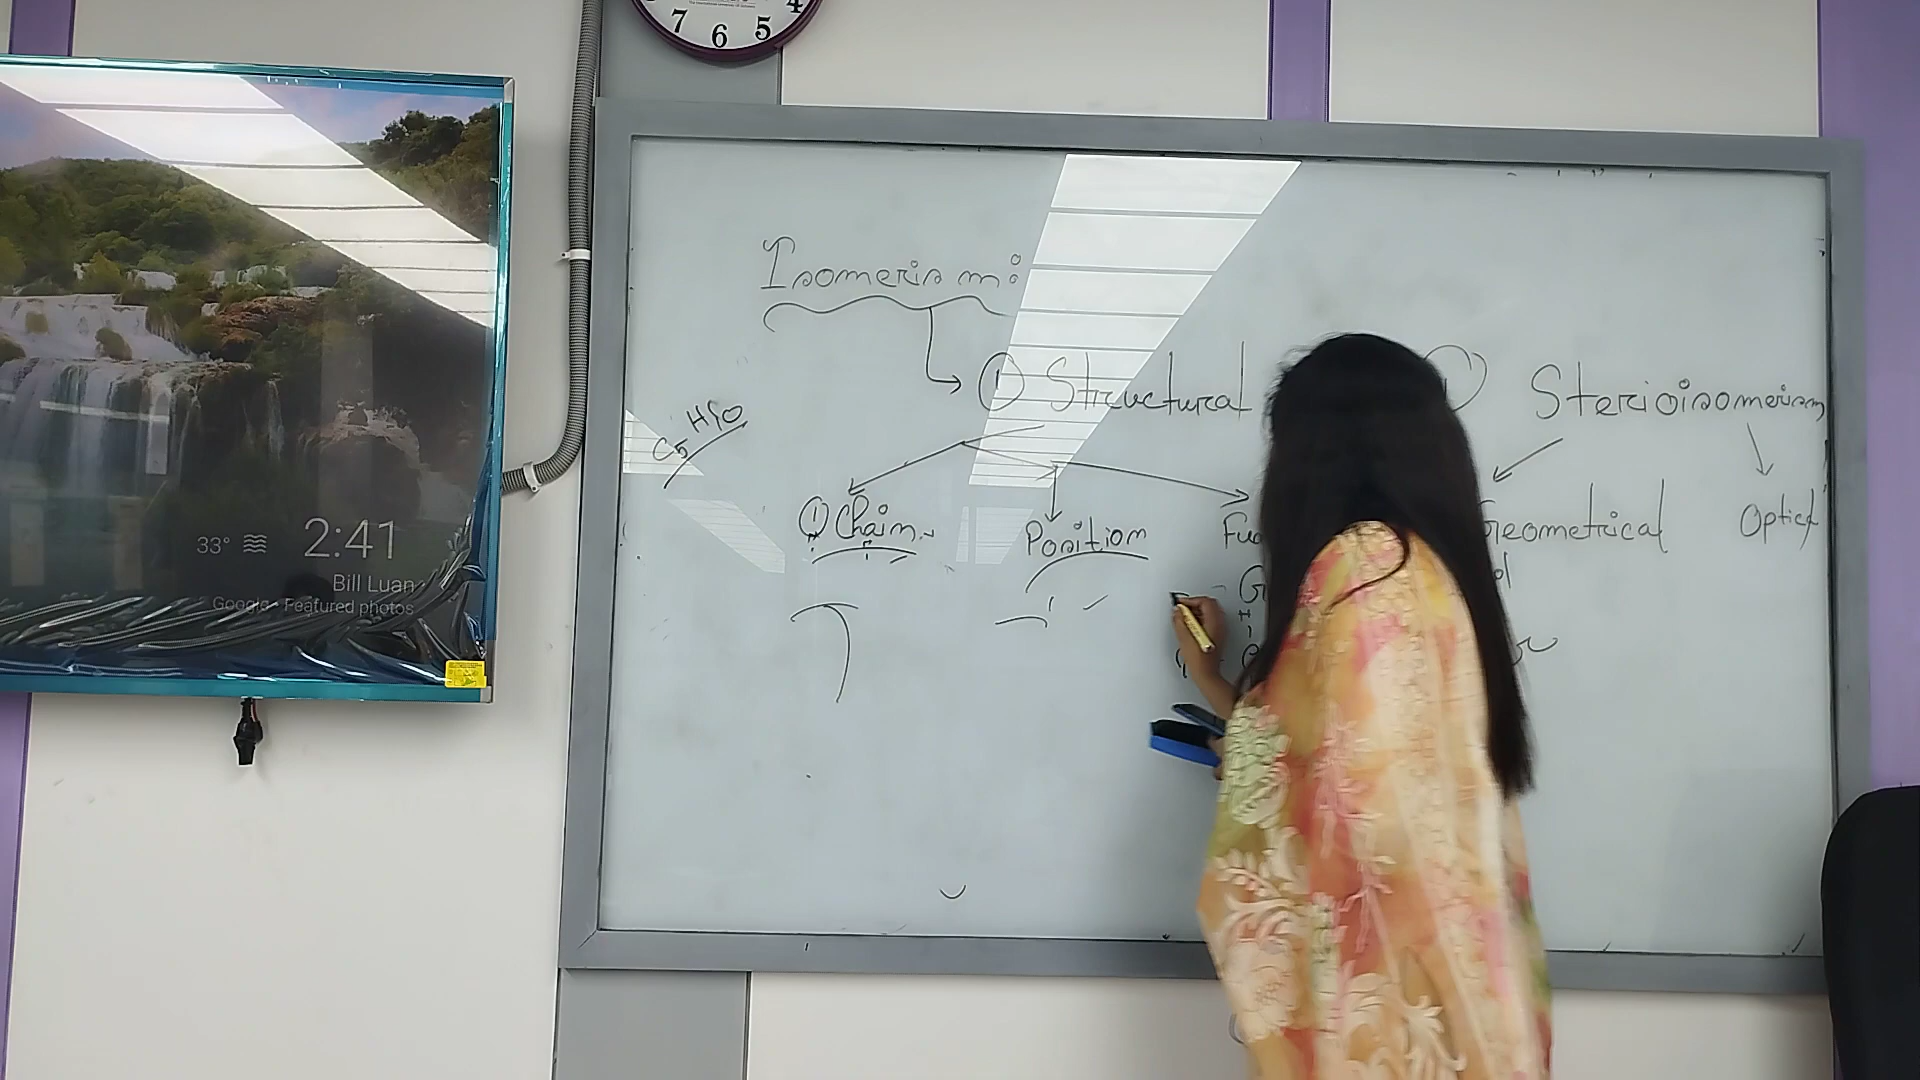 7 6 5 4
Isomerism:
① Structural
Sterioisomerism
C5 H10
① Chain
Position
Geometrical
Optical
33° 2:41
Bill Luan
Google · Featured photos